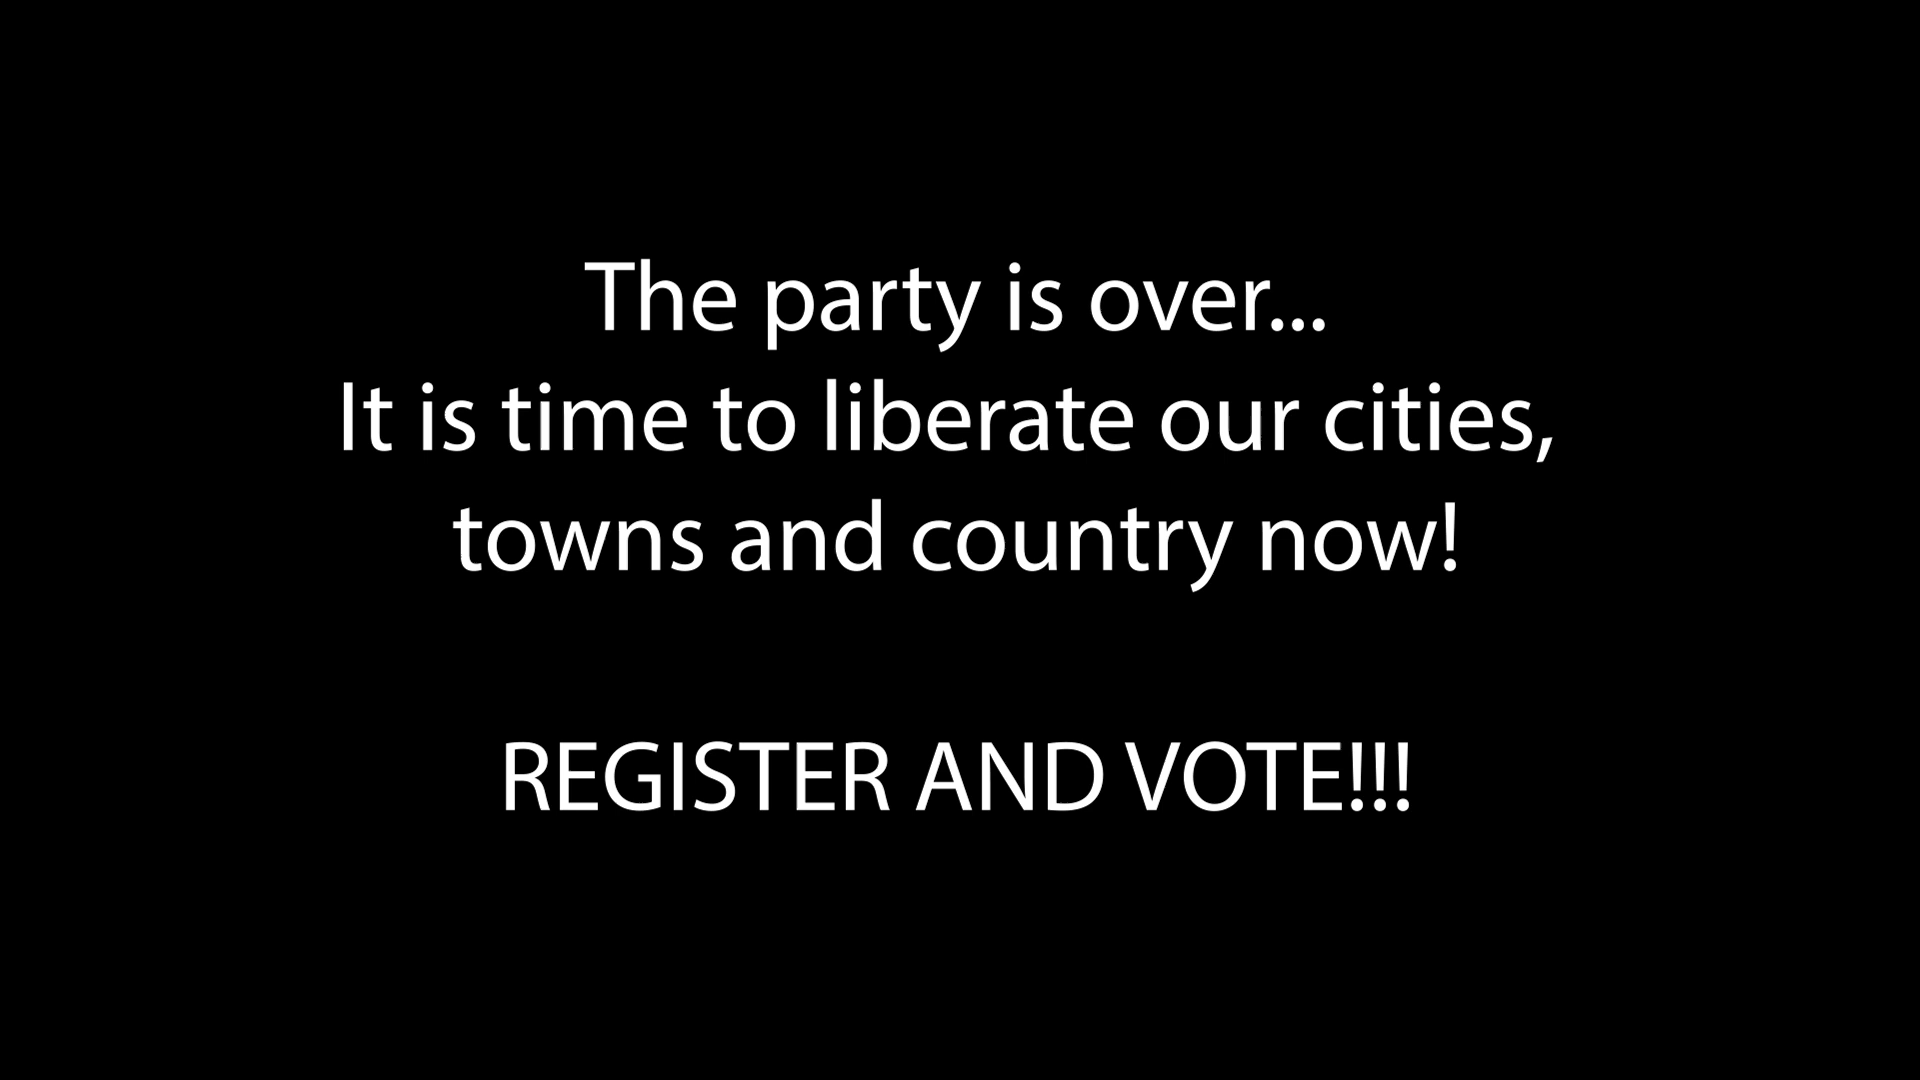 The party is over...
It is time to liberate our cities,
towns and country now!
REGISTER AND VOTE!!!